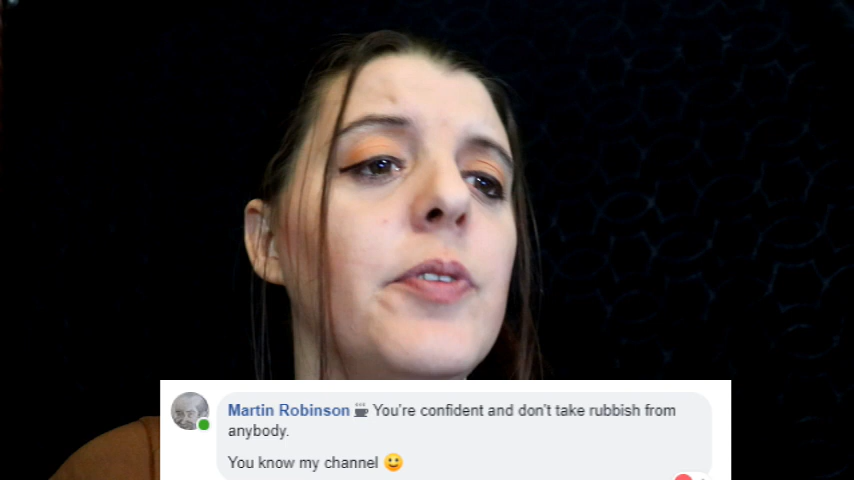 Martin Robinson ☕ You're confident and don't take rubbish from
anybody.
You know my channel 🙂